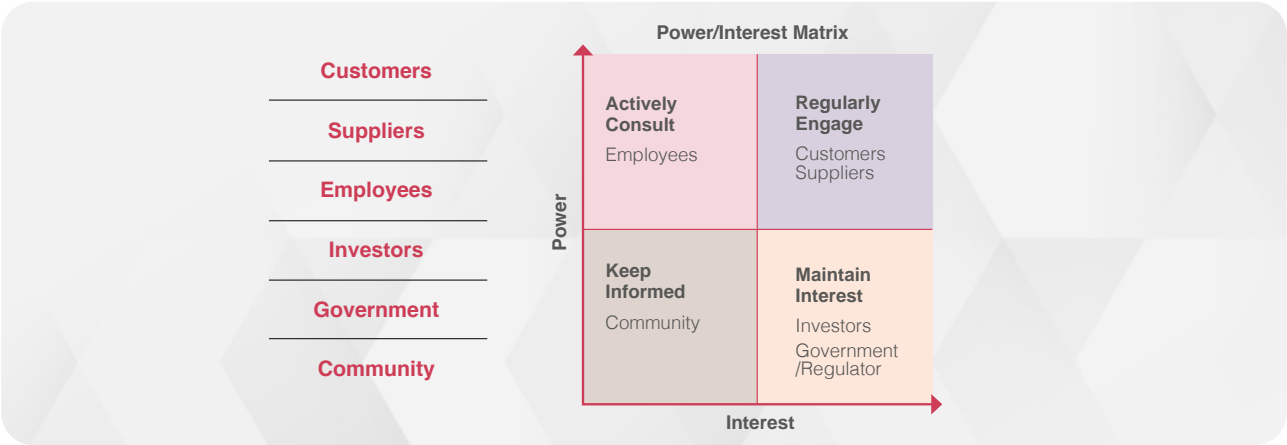 Customers
Suppliers
Employees
Investors
Government
Community
Power/Interest Matrix
Power
Actively
Consult
Employees
Regularly
Engage
Customers
Suppliers
Keep
Informed
Community
Maintain
Interest
Investors
Government
/Regulator
Interest